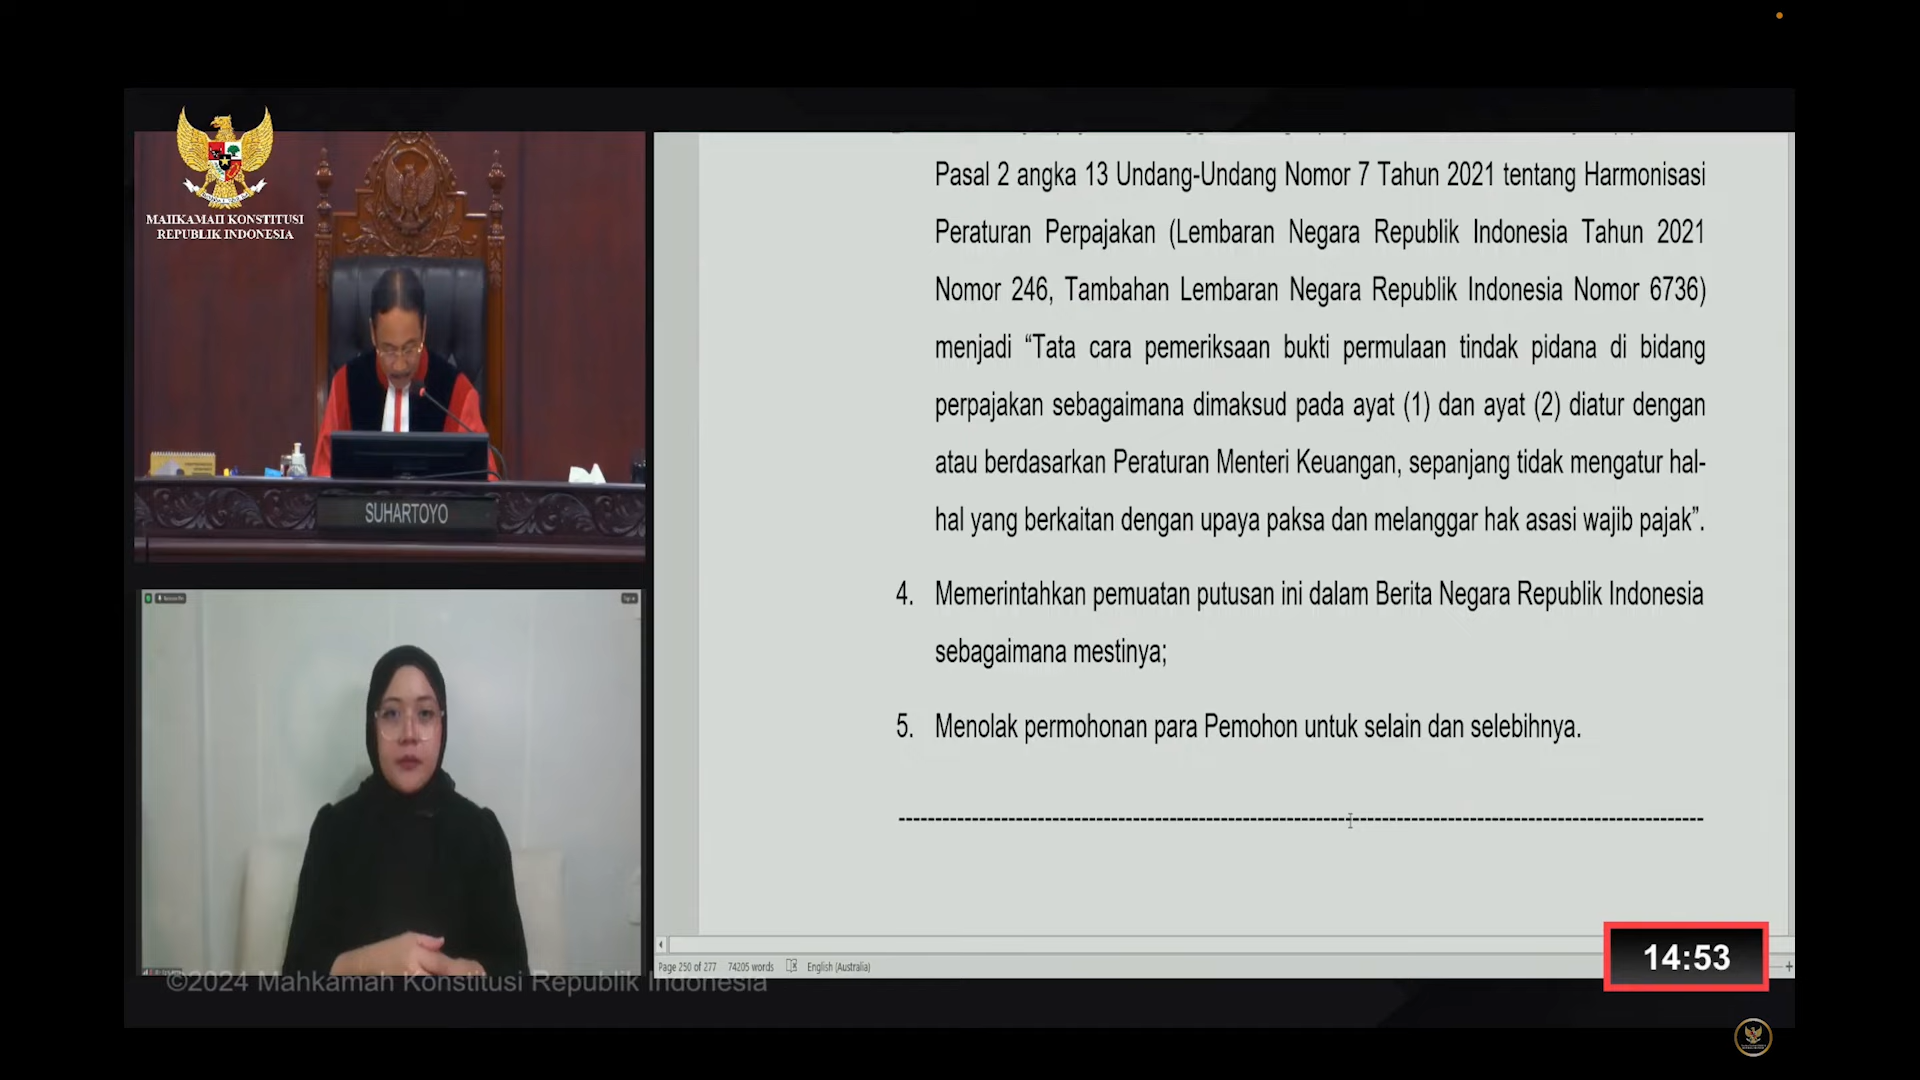 MAHKAMAH KONSTITUSI
REPUBLIK INDONESIA
SUHARTOYO
Pasal 2 angka 13 Undang-Undang Nomor 7 Tahun 2021 tentang Harmonisasi
Peraturan Perpajakan (Lembaran Negara Republik Indonesia Tahun 2021
Nomor 246, Tambahan Lembaran Negara Republik Indonesia Nomor 6736)
menjadi “Tata cara pemeriksaan bukti permulaan tindak pidana di bidang
perpajakan sebagaimana dimaksud pada ayat (1) dan ayat (2) diatur dengan
atau berdasarkan Peraturan Menteri Keuangan, sepanjang tidak mengatur hal-
hal yang berkaitan dengan upaya paksa dan melanggar hak asasi wajib pajak”.
4. Memerintahkan pemuatan putusan ini dalam Berita Negara Republik Indonesia
sebagaimana mestinya;
5. Menolak permohonan para Pemohon untuk selain dan selebihnya.
Page 250 of 277 74205 words English (Australia)
14:53
©2024 Mahkamah Konstitusi Republik Indonesia